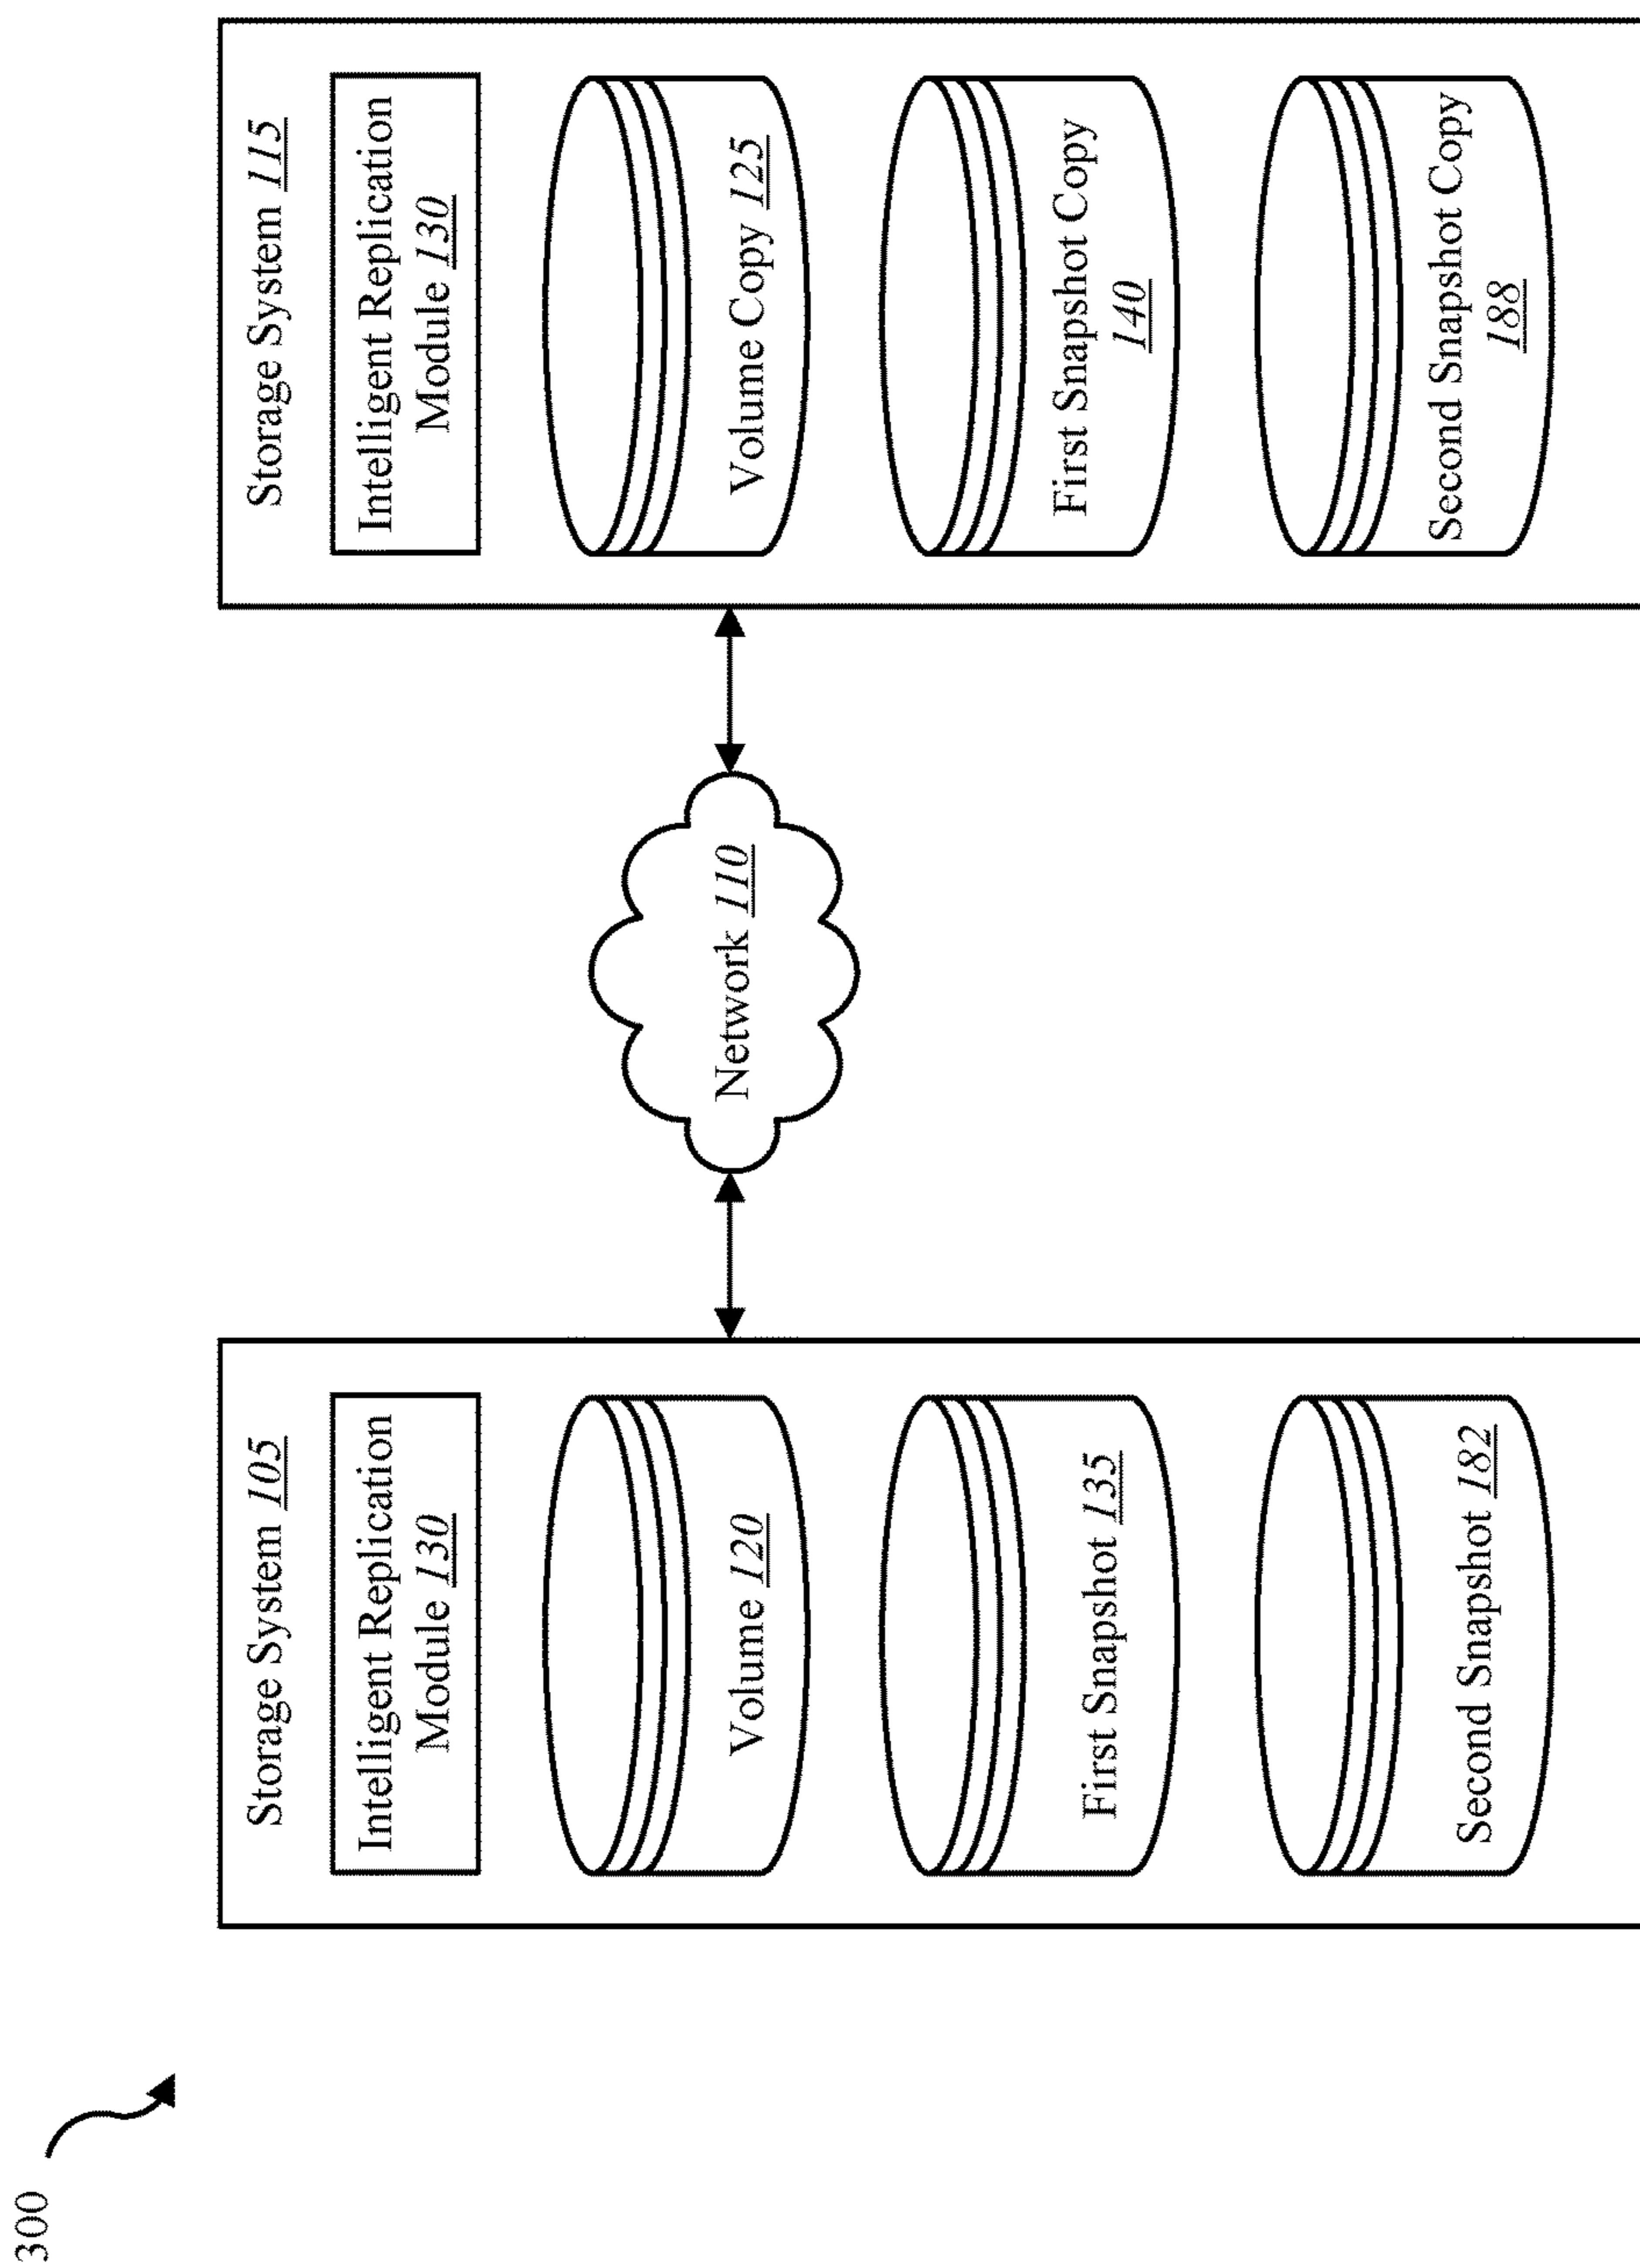 300
Storage System 105
Intelligent Replication
Module 130
Volume 120
First Snapshot 135
Second Snapshot 182
Network 110
Storage System 115
Intelligent Replication
Module 130
Volume Copy 125
First Snapshot Copy
140
Second Snapshot Copy
188